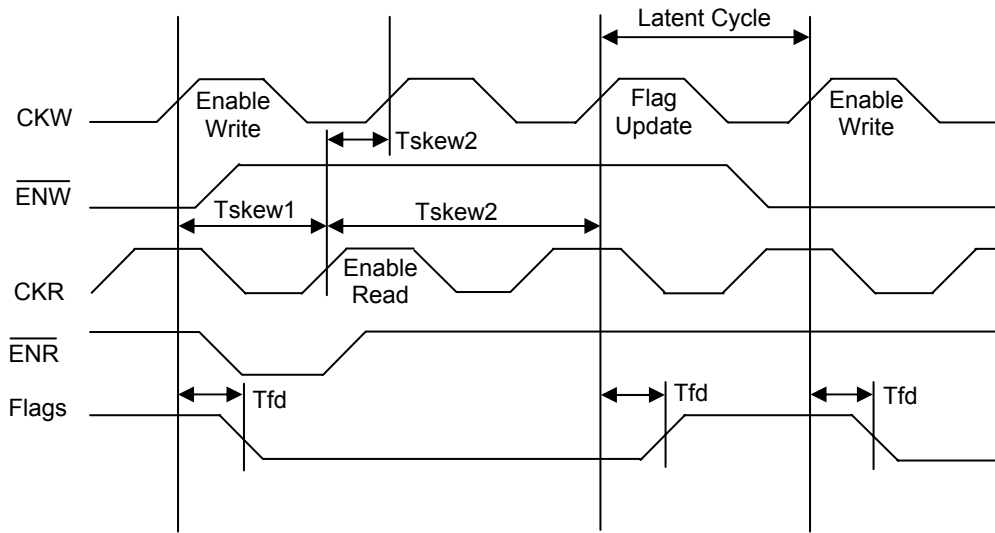 Latent Cycle
CKW
Enable
Write
Flag
Update
Enable
Write
Tskew2
ENW
Tskew1
Tskew2
CKR
Enable
Read
ENR
Flags
Tfd
Tfd
Tfd